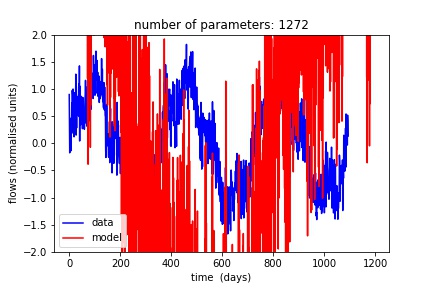 number of parameters: 1272
flows (normalised units)
2.0
1.5
1.0
0.5
0.0
−0.5
−1.0
−1.5
−2.0
data
model
0 200 400 600 800 1000 1200
time (days)